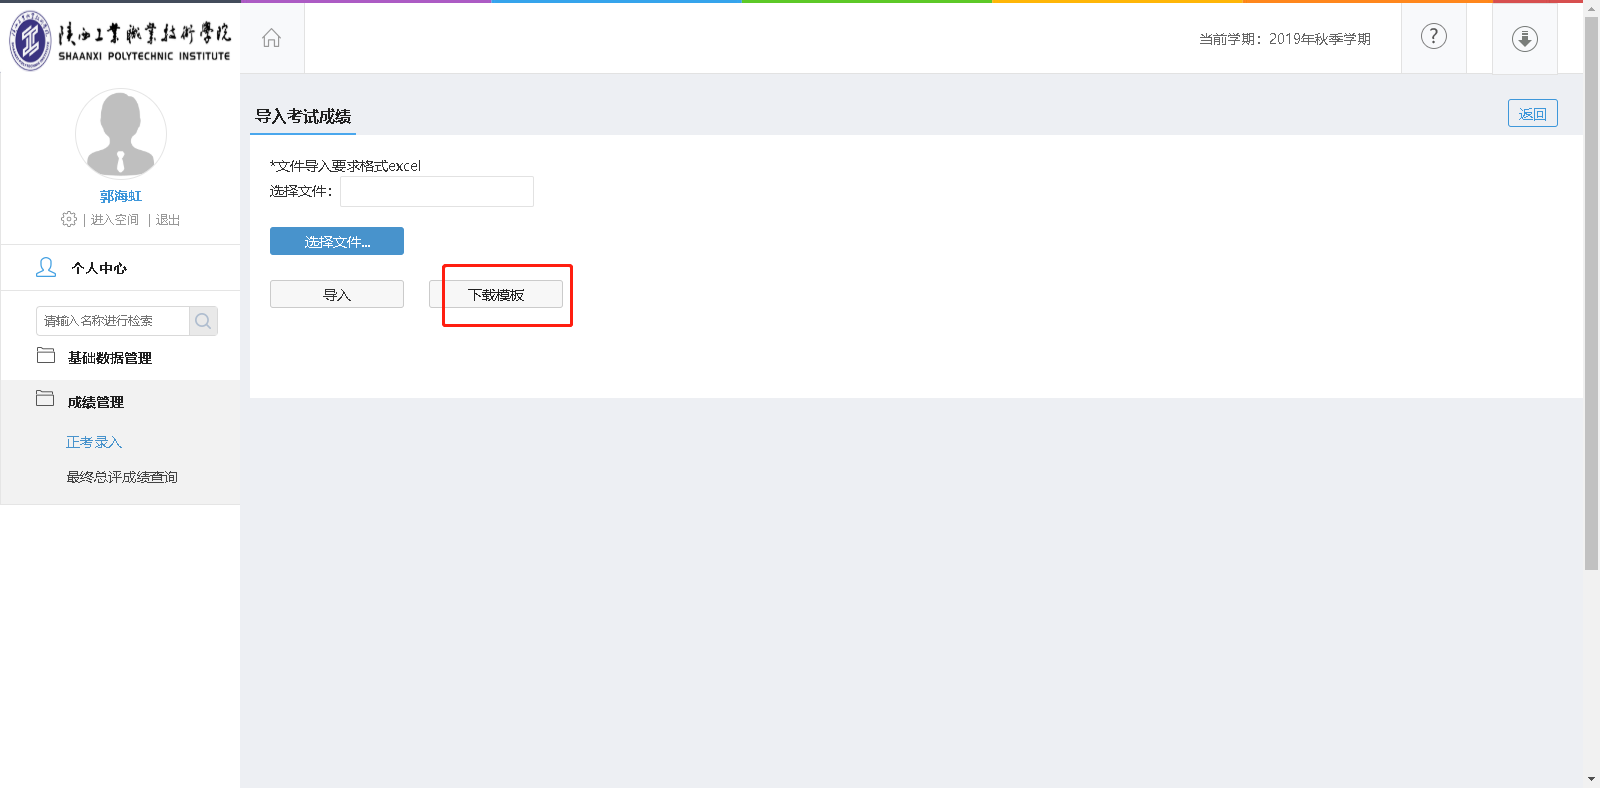 陕西工业职业技術學院
SHAANXI POLYTECHNIC INSTITUTE
当前学期：2019年秋季学期
?
郭海虹
| 进入空间 | 退出
个人中心
请输入名称进行检索
基础数据管理
成绩管理
正考录入
最终总评成绩查询
导入考试成绩
返回
*文件导入要求格式excel
选择文件：
选择文件...
导入
下载模板